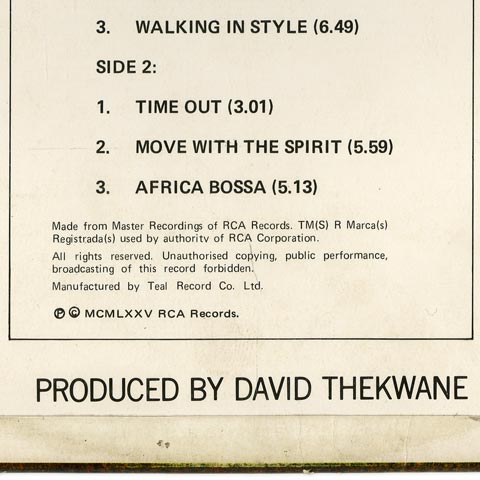 3. WALKING IN STYLE (6.49)
SIDE 2:
1. TIME OUT (3.01)
2. MOVE WITH THE SPIRIT (5.59)
3. AFRICA BOSSA (5.13)
Made from Master Recordings of RCA Records. TM(S) R Marca(s)
Registrada(s) used by authority of RCA Corporation.
All rights reserved. Unauthorised copying, public performance,
broadcasting of this record forbidden.
Manufactured by Teal Record Co. Ltd.
℗ © MCMLXXV RCA Records.
PRODUCED BY DAVID THEKWANE